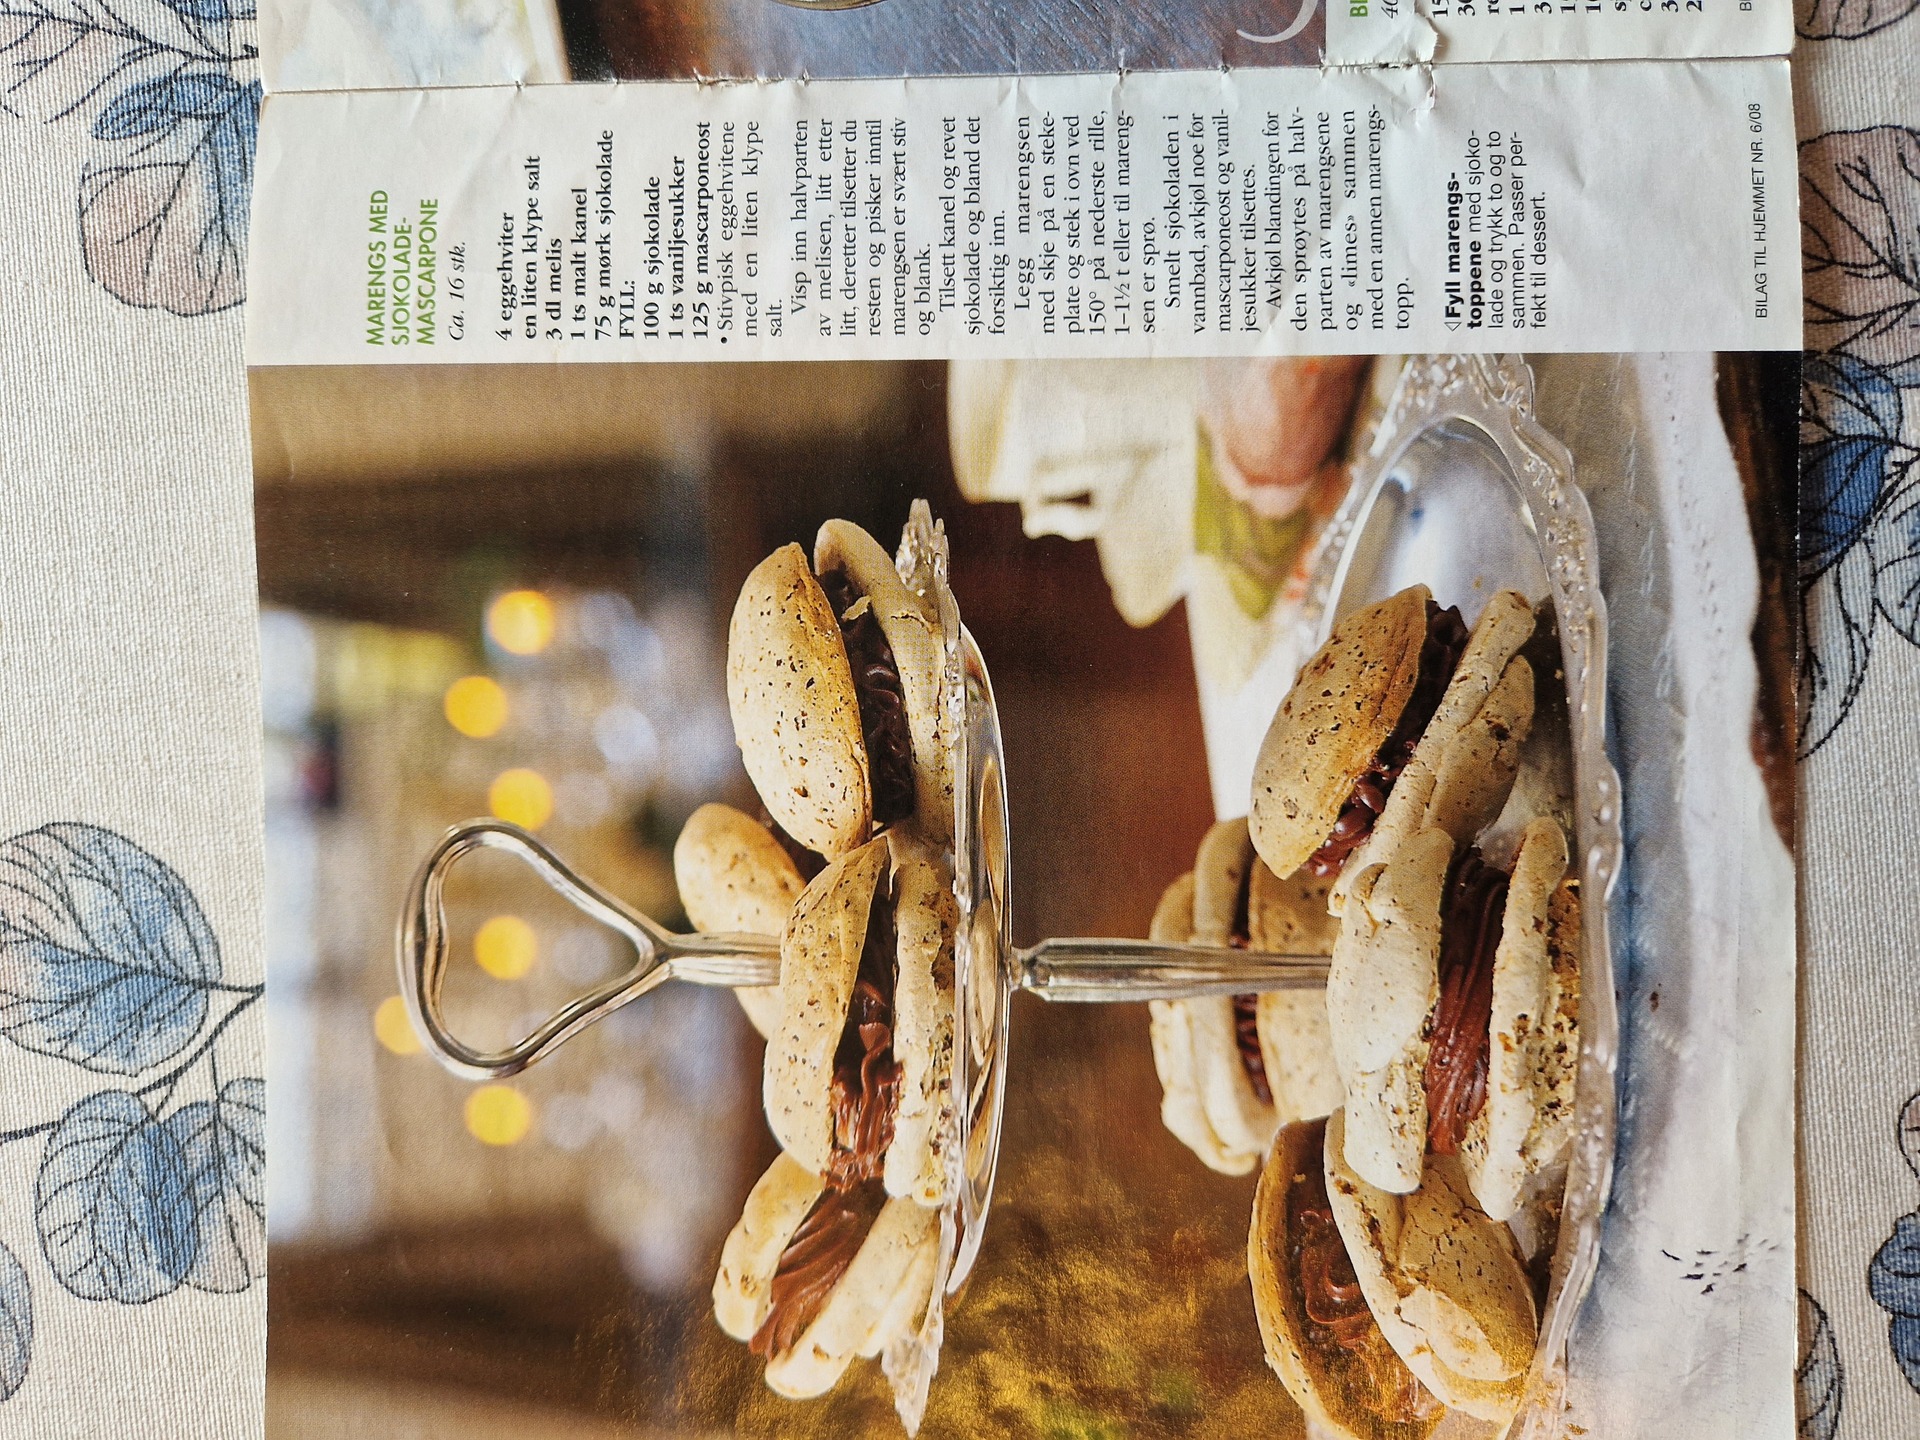 MARENGS MED
SJOKOLADE-
MASCARPONE
Ca. 16 stk.
4 eggehviter
en liten klype salt
3 dl melis
1 ts malt kanel
75 g mørk sjokolade
FYLL:
100 g sjokolade
1 ts vaniljesukker
125 g mascarponeost
• Stivpisk eggehvitene
med en liten klype
salt.
Visp inn halvparten
av melisen, litt etter
litt, deretter tilsetter du
resten og pisker inntil
marengsen er svært stiv
og blank.
Tilsett kanel og revet
sjokolade og bland det
forsiktig inn.
Legg marengsen
med skje på en steke-
plate og stek i ovn ved
150° på nederste rille,
1–1½ t eller til mareng-
sen er sprø.
Smelt sjokoladen i
vannbad, avkjøl noe før
mascarponeost og vanil-
jesukker tilsettes.
Avkjøl blandingen før
den sprøytes på halv-
parten av marengsene
og «limes» sammen
med en annen marengs-
topp.
◁Fyll marengs-
toppene med sjoko-
lade og trykk to og to
sammen. Passer per-
fekt til dessert.
BILAG TIL HJEMMET NR. 6/08